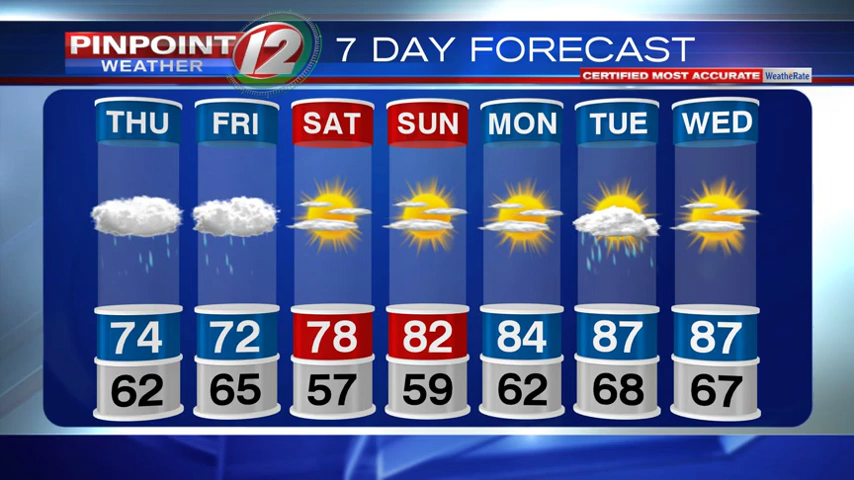 PINPOINT 12 7 DAY FORECAST
WEATHER
CERTIFIED MOST ACCURATE WeatheRate
THU FRI SAT SUN MON TUE WED
74 72 78 82 84 87 87
62 65 57 59 62 68 67